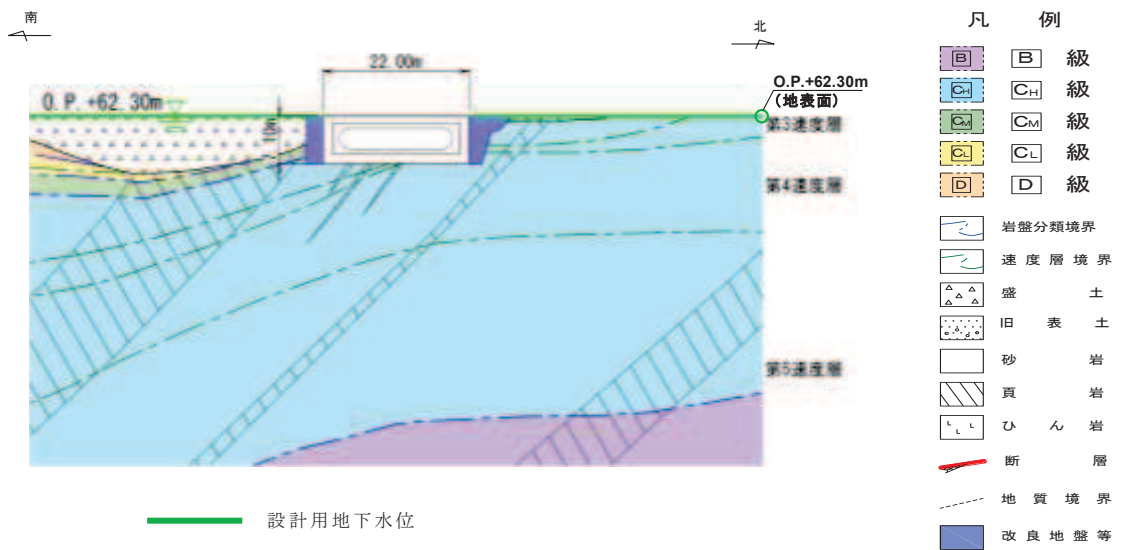 南
北
22.00m
O.P.+62.30m
(地表面)
O.P.+62.30m
10m
第3速度層
第4速度層
第5速度層
設計用地下水位
凡 例
B B 級
CH CH 級
CM CM 級
CL CL 級
D D 級
岩盤分類境界
速度層境界
盛土
旧表土
砂岩
頁岩
ひん岩
断層
地質境界
改良地盤等